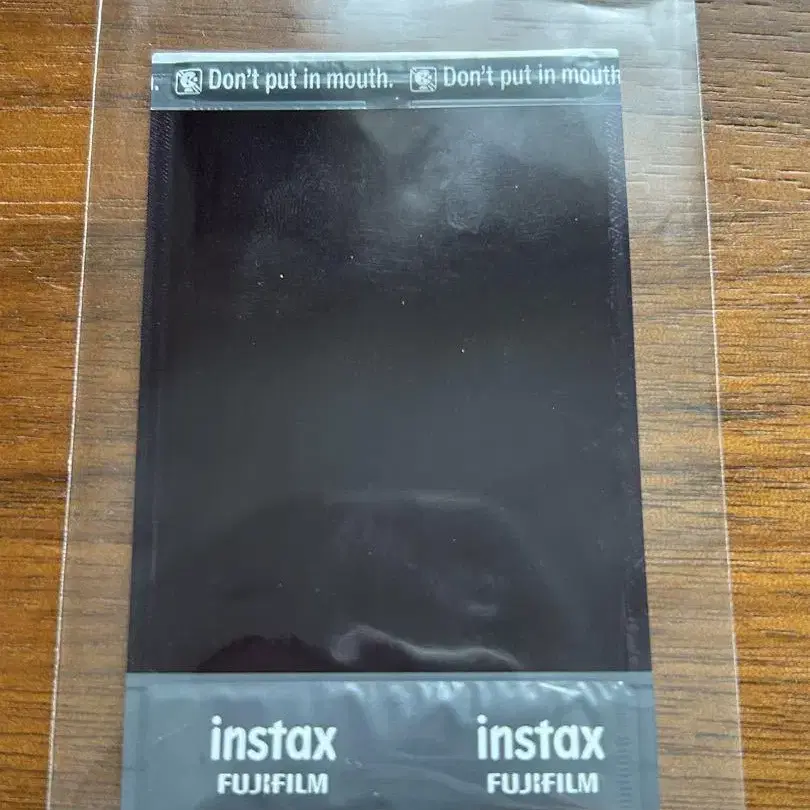 Don't put in mouth. Don't put in mouth
instax instax
FUJIFILM FUJIFILM